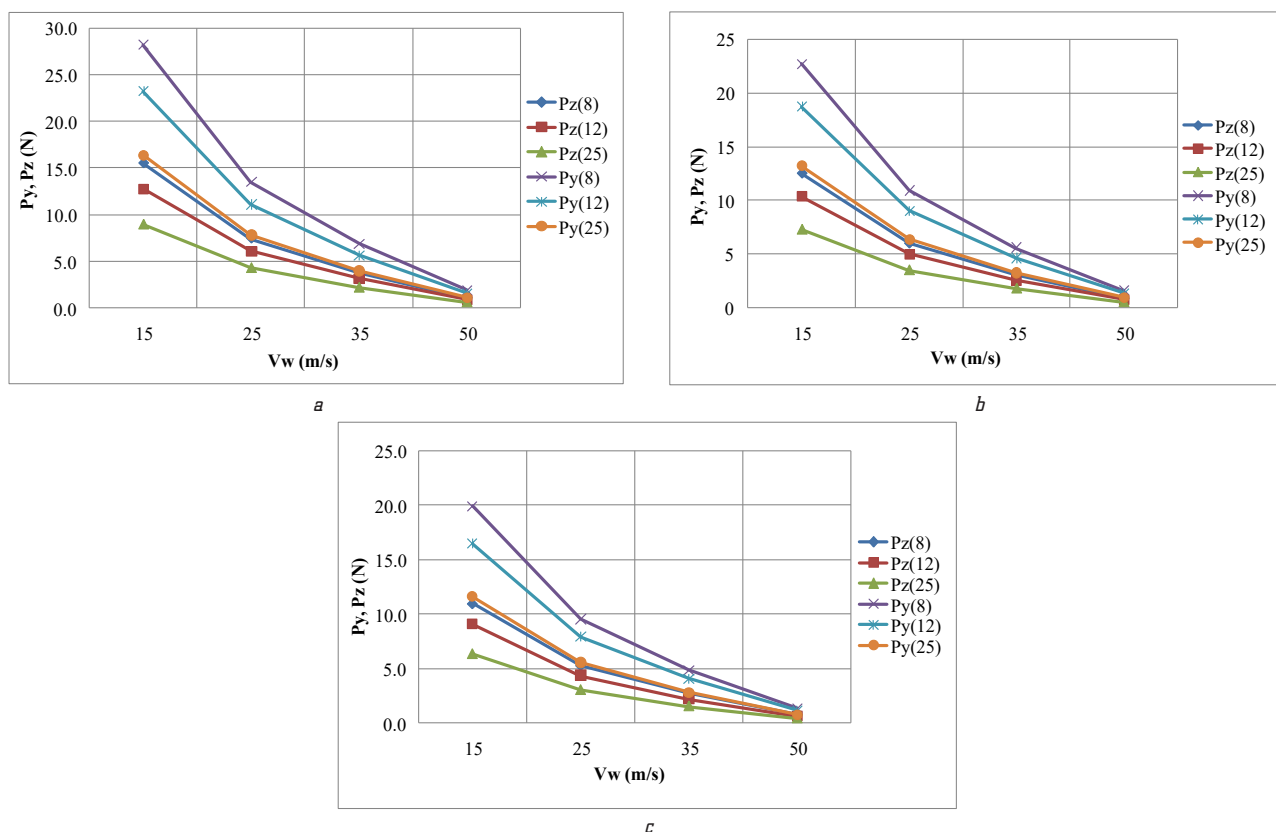 30.0
25.0
20.0
15.0
10.0
5.0
0.0
Py, Pz (N)
15 25 35 50
Vw (m/s)
Pz(8)
Pz(12)
Pz(25)
Py(8)
Py(12)
Py(25)
a
25
20
15
10
5
0
Py, Pz (N)
15 25 35 50
Vw (m/s)
Pz(8)
Pz(12)
Pz(25)
Py(8)
Py(12)
Py(25)
b
25.0
20.0
15.0
10.0
5.0
0.0
Py, Pz (N)
15 25 35 50
Vw (m/s)
Pz(8)
Pz(12)
Pz(25)
Py(8)
Py(12)
Py(25)
c